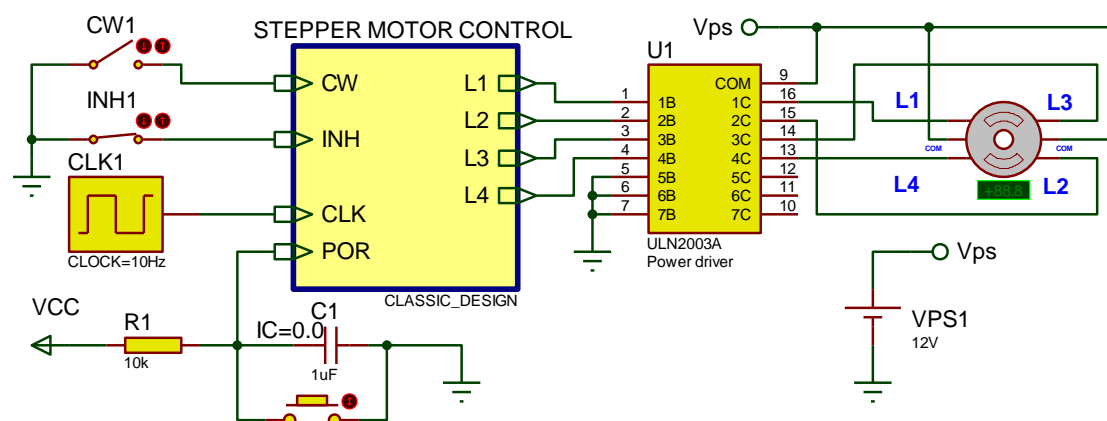 CW1
STEPPER MOTOR CONTROL
Vps
U1
CW
INH
CLK
POR
L1
L2
L3
L4
CLASSIC_DESIGN
INH1
CLK1
CLOCK=10Hz
1
2
3
4
5
6
7
1B
2B
3B
4B
5B
6B
7B
COM
1C
2C
3C
4C
5C
6C
7C
9
16
15
14
13
12
11
10
ULN2003A
Power driver
L1
L3
COM
COM
L4
L2
+88.8
Vps
VPS1
12V
VCC
R1
10k
IC=0.0
C1
1uF